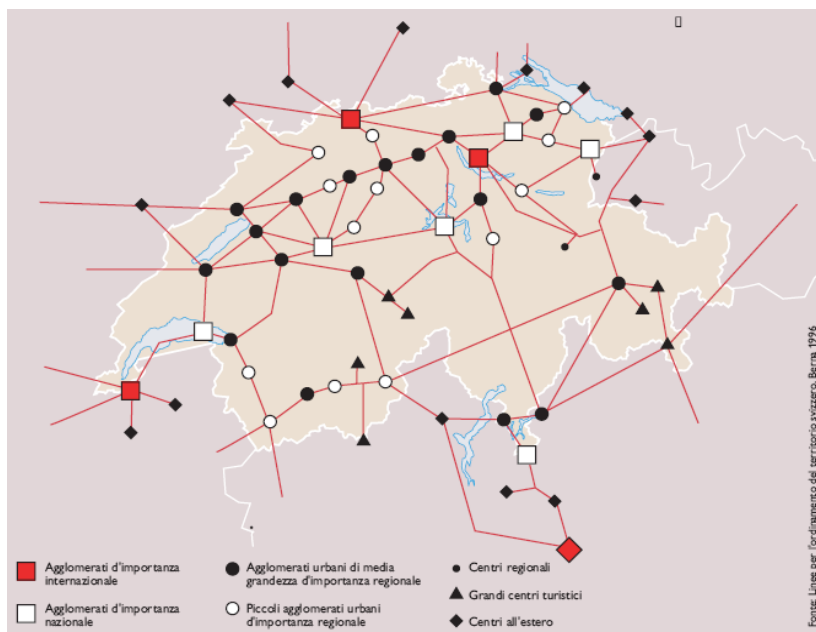 Fonte: Linee per l'ordinamento del territorio svizzero. Berna 1996
Agglomerati d'importanza
internazionale
Agglomerati d'importanza
nazionale
Agglomerati urbani di media
grandezza d'importanza regionale
Piccoli agglomerati urbani
d'importanza regionale
Centri regionali
Grandi centri turistici
Centri all'estero